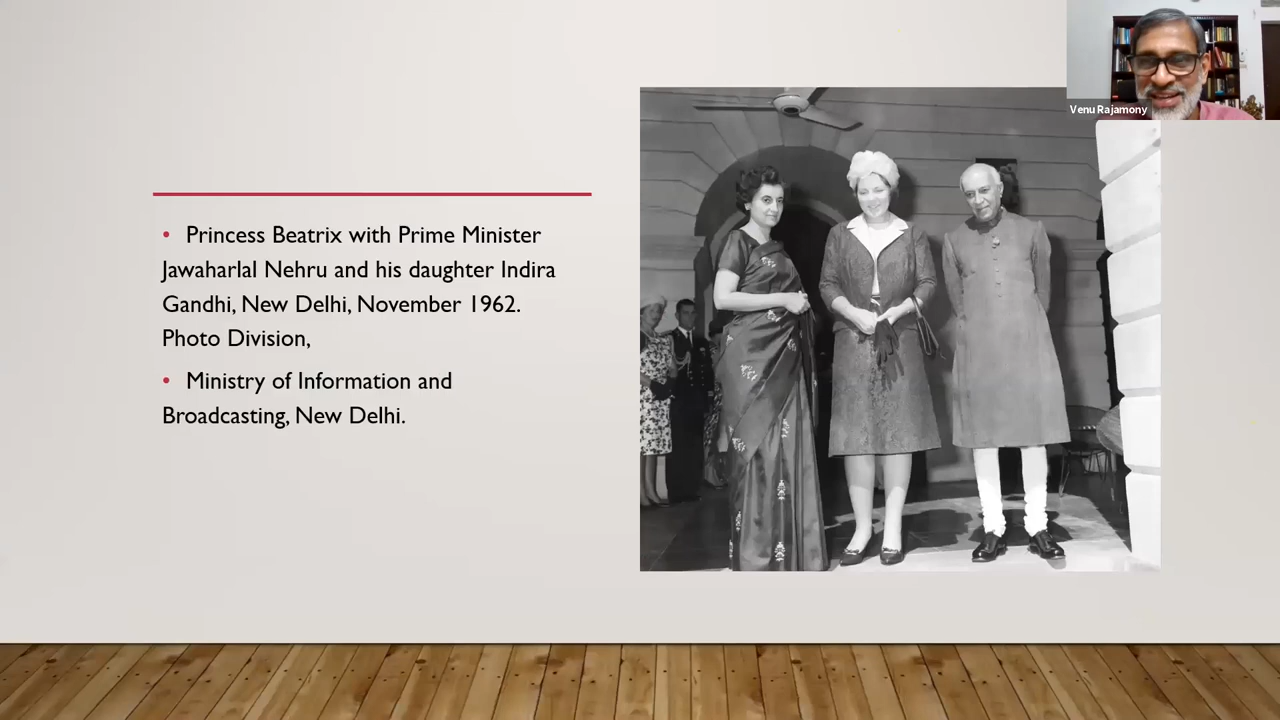 Venu Rajamony
• Princess Beatrix with Prime Minister
Jawaharlal Nehru and his daughter Indira
Gandhi, New Delhi, November 1962.
Photo Division,
• Ministry of Information and
Broadcasting, New Delhi.